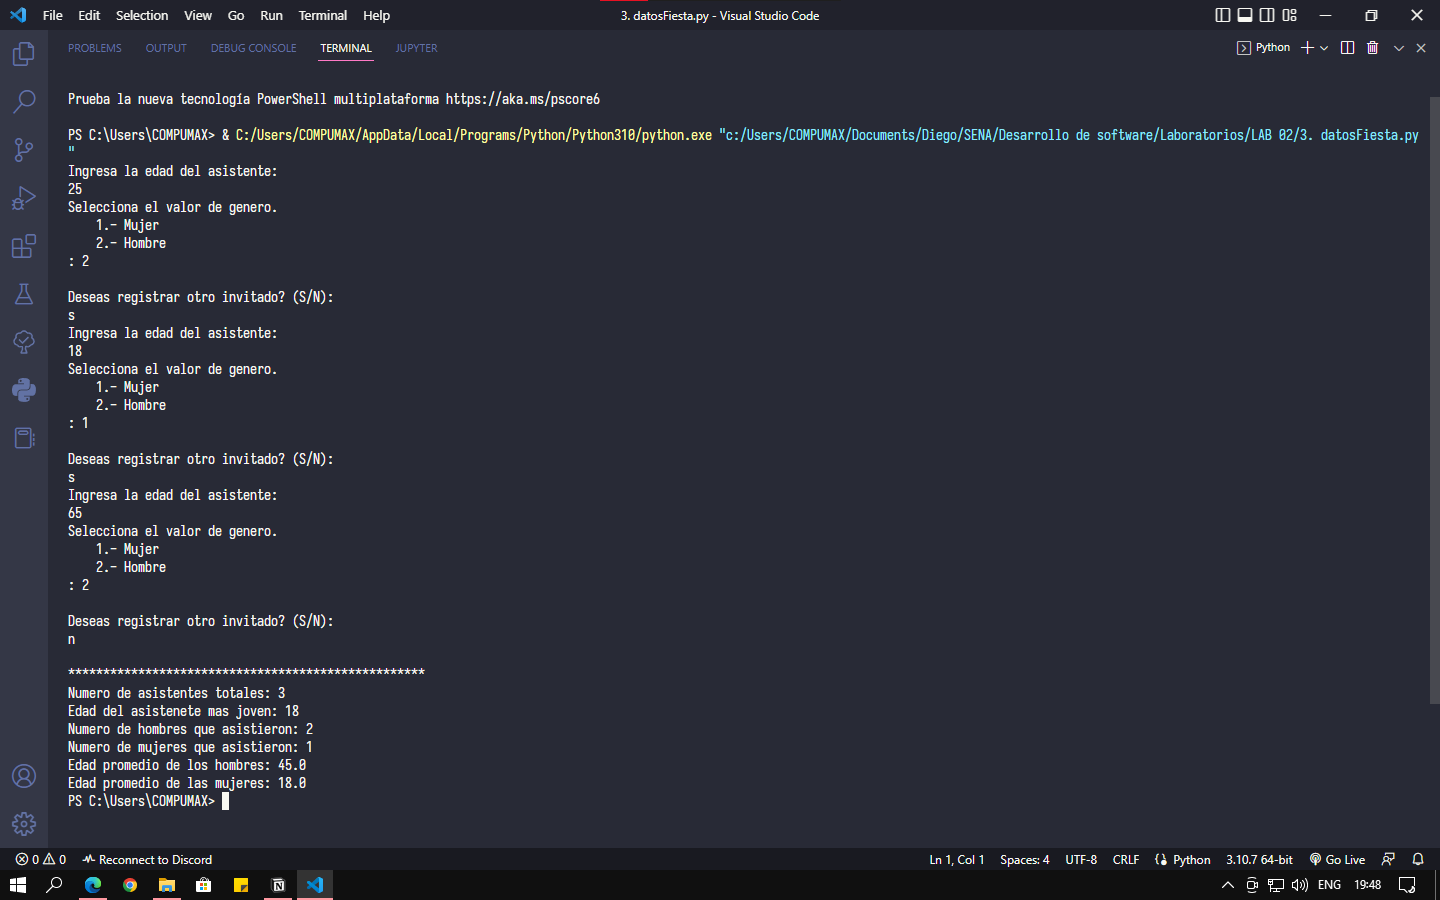 File Edit Selection View Go Run Terminal Help 3. datosFiesta.py - Visual Studio Code
PROBLEMS OUTPUT DEBUG CONSOLE TERMINAL JUPYTER Python
Prueba la nueva tecnología PowerShell multiplataforma https://aka.ms/pscore6
PS C:\Users\COMPUMAX> & C:/Users/COMPUMAX/AppData/Local/Programs/Python/Python310/python.exe "c:/Users/COMPUMAX/Documents/Diego/SENA/Desarrollo de software/Laboratorios/LAB 02/3. datosFiesta.py
"
Ingresa la edad del asistente:
25
Selecciona el valor de genero.
1.- Mujer
2.- Hombre
: 2
Deseas registrar otro invitado? (S/N):
s
Ingresa la edad del asistente:
18
Selecciona el valor de genero.
1.- Mujer
2.- Hombre
: 1
Deseas registrar otro invitado? (S/N):
s
Ingresa la edad del asistente:
65
Selecciona el valor de genero.
1.- Mujer
2.- Hombre
: 2
Deseas registrar otro invitado? (S/N):
n
***************************************************
Numero de asistentes totales: 3
Edad del asistenete mas joven: 18
Numero de hombres que asistieron: 2
Numero de mujeres que asistieron: 1
Edad promedio de los hombres: 45.0
Edad promedio de las mujeres: 18.0
PS C:\Users\COMPUMAX>
0 0 Reconnect to Discord Ln 1, Col 1 Spaces: 4 UTF-8 CRLF Python 3.10.7 64-bit Go Live
ENG 19:48